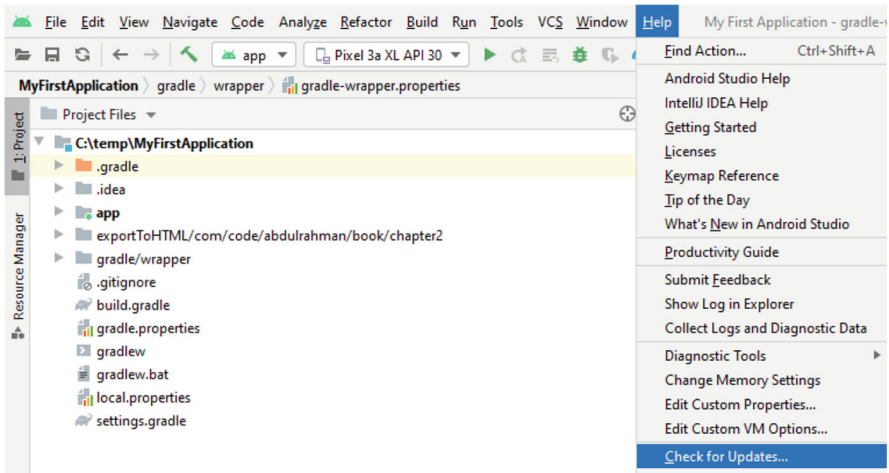 File Edit View Navigate Code Analyze Refactor Build Run Tools VCS Window Help My First Application - gradle-
app Pixel 3a XL API 30
MyFirstApplication gradle wrapper gradle-wrapper.properties
1: Project
Resource Manager
Project Files
C:\temp\MyFirstApplication
.gradle
.idea
app
exportToHTML/com/code/abdulrahman/book/chapter2
gradle/wrapper
.gitignore
build.gradle
gradle.properties
gradlew
gradlew.bat
local.properties
settings.gradle
Find Action... Ctrl+Shift+A
Android Studio Help
IntelliJ IDEA Help
Getting Started
Licenses
Keymap Reference
Tip of the Day
What's New in Android Studio
Productivity Guide
Submit Feedback
Show Log in Explorer
Collect Logs and Diagnostic Data
Diagnostic Tools
Change Memory Settings
Edit Custom Properties...
Edit Custom VM Options...
Check for Updates...